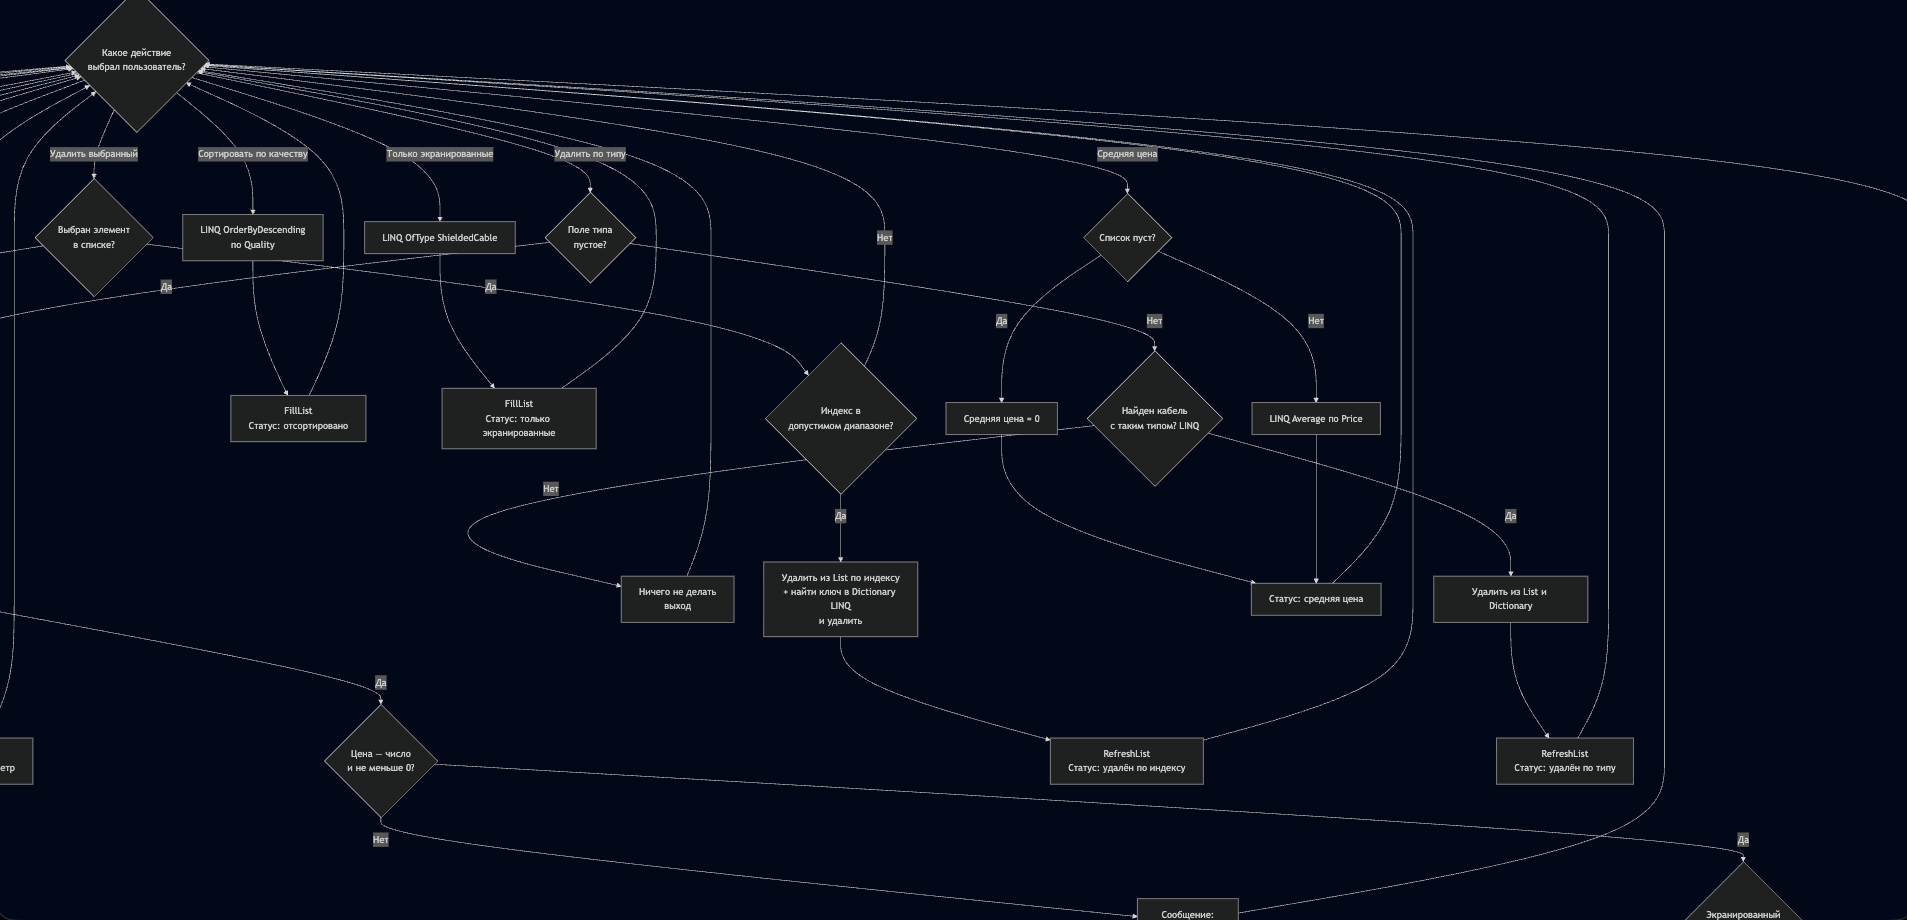 Какое действие
выбрал пользователь?
Удалить выбранный
Сортировать по качеству
Только экранированные
Удалить по типу
Средняя цена
Выбран элемент
в списке?
LINQ OrderByDescending
по Quality
LINQ OfType ShieldedCable
Поле типа
пустое?
Нет
Список пуст?
Да
Да
Да
Нет
Нет
FillList
Статус: отсортировано
FillList
Статус: только
экранированные
Индекс в
допустимом диапазоне?
Средняя цена = 0
Найден кабель
с таким типом? LINQ
LINQ Average по Price
Нет
Да
Да
Ничего не делать
выход
Удалить из List по индексу
+ найти ключ в Dictionary
LINQ
и удалить
Статус: средняя цена
Удалить из List и
Dictionary
Да
етр
Цена — число
и не меньше 0?
RefreshList
Статус: удалён по индексу
RefreshList
Статус: удалён по типу
Нет
Да
Сообщение:
Экранированный